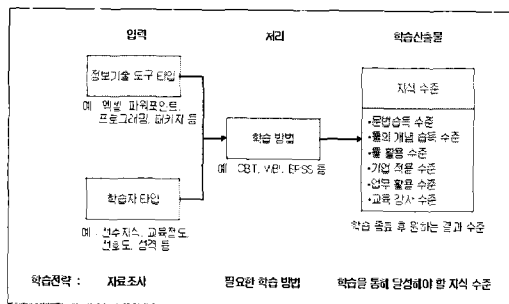 입력
처리
학습산출물
정보기술 도구 타입
예 : 엑셀, 파워포인트,
프로그래밍, 패키지 등
학습 방법
예 : CBT, WBI, EPSS 등
학습자 타입
예 : 선수지식, 교육정도,
선호도, 성격 등
지식 수준
•문법습득 수준
•툴의 개념 습득 수준
•툴 활용 수준
•기업 적용 수준
•업무 활용 수준
•교육 강사 수준
학습 종료 후 원하는 결과 수준
학습전략 : 자료조사 필요한 학습 방법 학습을 통해 달성해야 할 지식 수준